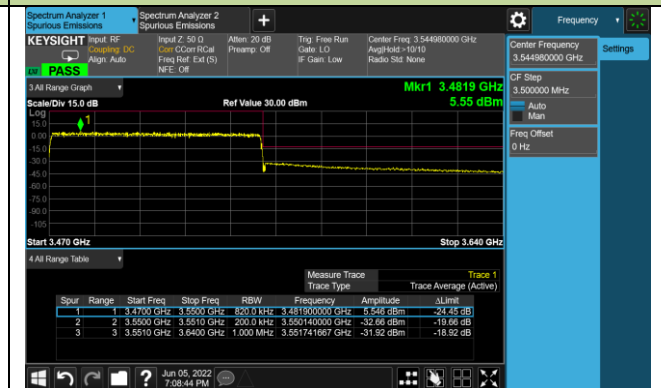 Spectrum Analyzer 1
Spurious Emissions
Spectrum Analyzer 2
Spurious Emissions
+
Frequency
KEYSIGHT
Input: RF
Coupling: DC
Align: Auto
Input Z: 50 Ω
Corr CCorr RCal
Freq Ref: Ext (S)
NFE: Off
Atten: 20 dB
Preamp: Off
Trig: Free Run
Gate: LO
IF Gain: Low
Center Freq: 3.544980000 GHz
Avg|Hold:>10/10
Radio Std: None
LW PASS
Center Frequency
3.544980000 GHz
Settings
CF Step
3.500000 MHz
Auto
Man
Freq Offset
0 Hz
3 All Range Graph
Mkr1 3.4819 GHz
5.55 dBm
Scale/Div 15.0 dB
Ref Value 30.00 dBm
Log
15.0
0.00
-15.0
-30.0
-45.0
-60.0
-75.0
-90.0
-105
1
Start 3.470 GHz
Stop 3.640 GHz
4 All Range Table
Measure Trace Trace 1
Trace Type Trace Average (Active)
Spur Range Start Freq Stop Freq RBW Frequency Amplitude ΔLimit
1 1 3.4700 GHz 3.5500 GHz 820.0 kHz 3.481900000 GHz 5.546 dBm -24.45 dB
2 2 3.5500 GHz 3.5510 GHz 200.0 kHz 3.550140000 GHz -32.66 dBm -19.66 dB
3 3 3.5510 GHz 3.6400 GHz 1.000 MHz 3.551741667 GHz -31.92 dBm -18.92 dB
?
Jun 05, 2022
7:08:44 PM